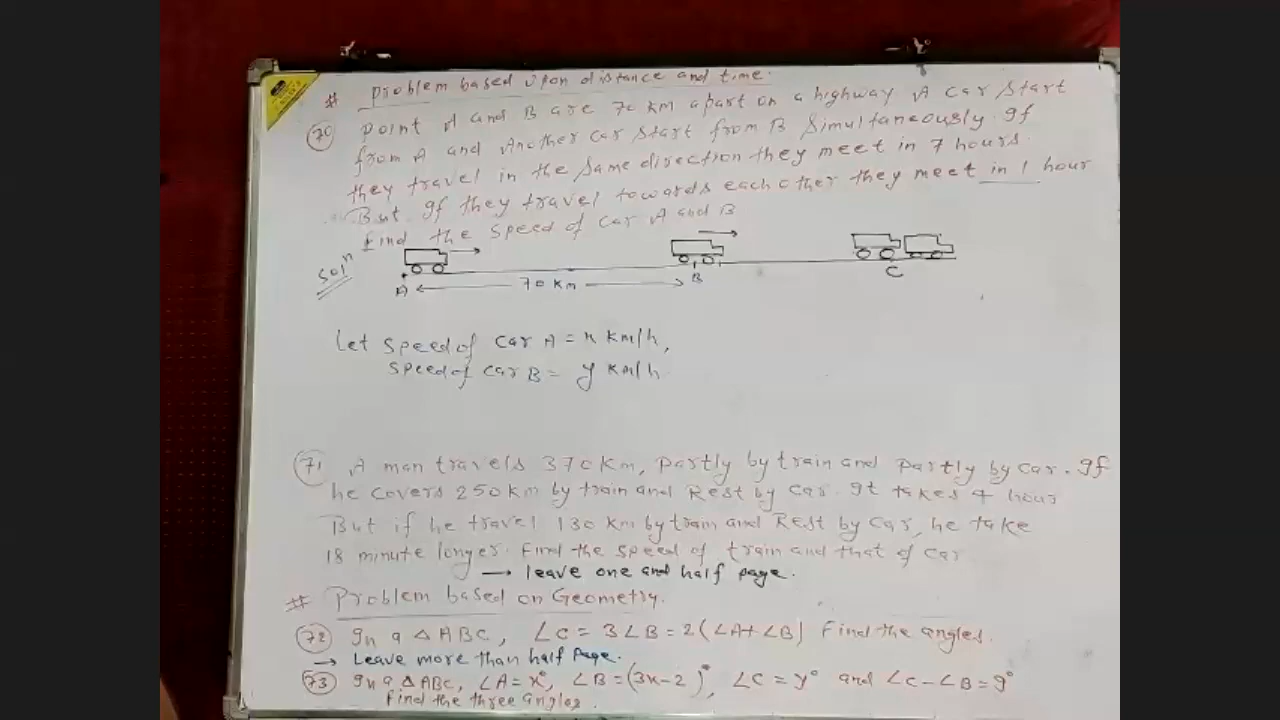 # Problem based upon distance and time.
(70) Point A and B are 70 km apart on a highway A car start
from A and Another car start from B simultaneously. If
they travel in the same direction they meet in 7 hours.
But If they travel towards each other they meet in 1 hour
Find the speed of car A and B
Soln
A 70 km B C
Let speed of car A = x km/h,
speed of car B = y km/h
(71) A man travels 370 km, Partly by train and Partly by car. If
he covers 250 km by train and Rest by car. It takes 4 hour
But if he travel 130 km by train and Rest by car, he take
18 minute longer. Find the speed of train and that of car
→ leave one and half page.
# Problem based on Geometry.
(72) In a △ ABC, ∠C = 3∠B = 2(∠A+∠B) Find the angles.
→ Leave more than half Page.
(73) In a △ABC, ∠A = x°, ∠B = (3x-2)°, ∠C = y° and ∠C-∠B = 9°
Find the three angles.